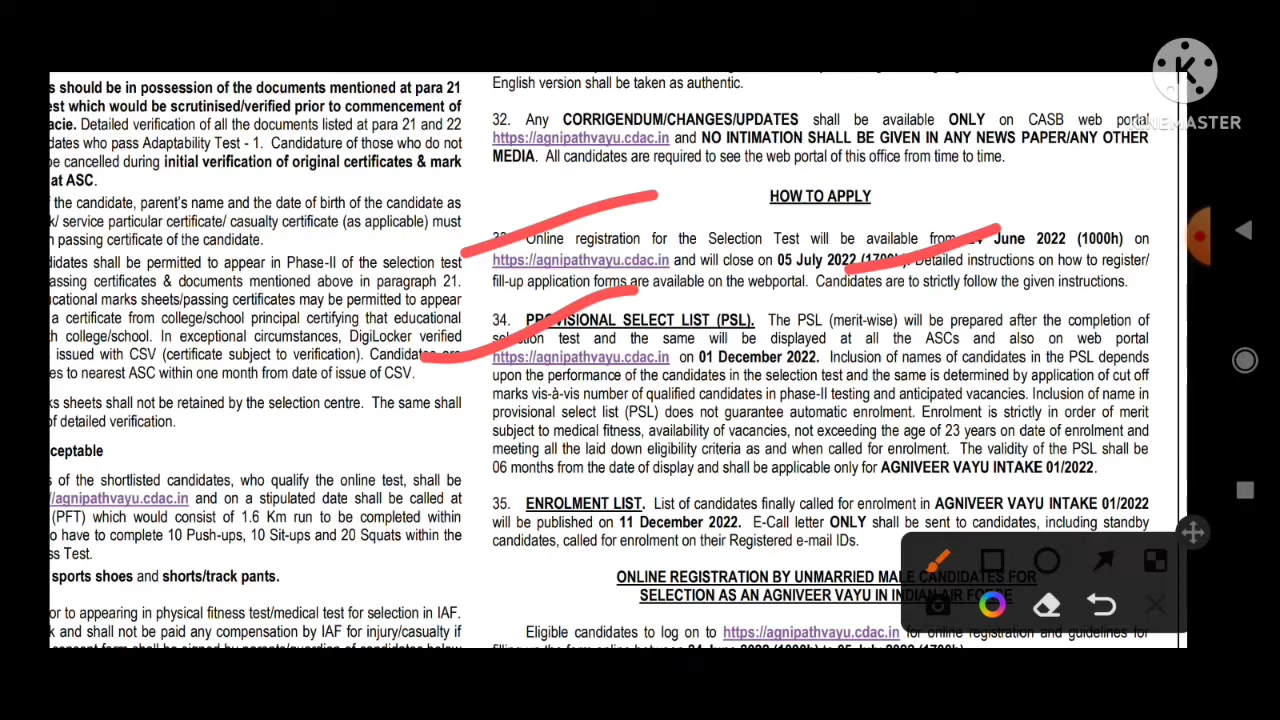 s should be in possession of the documents mentioned at para 21
est which would be scrutinised/verified prior to commencement of
acie. Detailed verification of all the documents listed at para 21 and 22
dates who pass Adaptability Test - 1. Candidature of those who do not
be cancelled during initial verification of original certificates & mark
at ASC.
f the candidate, parent's name and the date of birth of the candidate as
k/ service particular certificate/ casualty certificate (as applicable) must
n passing certificate of the candidate.
didates shall be permitted to appear in Phase-II of the selection test
assing certificates & documents mentioned above in paragraph 21.
ucational marks sheets/passing certificates may be permitted to appear
a certificate from college/school principal certifying that educational
th college/school. In exceptional circumstances, DigiLocker verified
issued with CSV (certificate subject to verification). Candidates are
es to nearest ASC within one month from date of issue of CSV.
ks sheets shall not be retained by the selection centre. The same shall
of detailed verification.
ceptable
s of the shortlisted candidates, who qualify the online test, shall be
//agnipathvayu.cdac.in and on a stipulated date shall be called at
(PFT) which would consist of 1.6 Km run to be completed within
o have to complete 10 Push-ups, 10 Sit-ups and 20 Squats within the
ss Test.
sports shoes and shorts/track pants.
or to appearing in physical fitness test/medical test for selection in IAF.
k and shall not be paid any compensation by IAF for injury/casualty if
English version shall be taken as authentic.
32. Any CORRIGENDUM/CHANGES/UPDATES shall be available ONLY on CASB web portal
https://agnipathvayu.cdac.in and NO INTIMATION SHALL BE GIVEN IN ANY NEWS PAPER/ANY OTHER
MEDIA. All candidates are required to see the web portal of this office from time to time.
HOW TO APPLY
33. Online registration for the Selection Test will be available from 24 June 2022 (1000h) on
https://agnipathvayu.cdac.in and will close on 05 July 2022 (1700h). Detailed instructions on how to register/
fill-up application forms are available on the webportal. Candidates are to strictly follow the given instructions.
34. PROVISIONAL SELECT LIST (PSL). The PSL (merit-wise) will be prepared after the completion of
selection test and the same will be displayed at all the ASCs and also on web portal
https://agnipathvayu.cdac.in on 01 December 2022. Inclusion of names of candidates in the PSL depends
upon the performance of the candidates in the selection test and the same is determined by application of cut off
marks vis-à-vis number of qualified candidates in phase-II testing and anticipated vacancies. Inclusion of name in
provisional select list (PSL) does not guarantee automatic enrolment. Enrolment is strictly in order of merit
subject to medical fitness, availability of vacancies, not exceeding the age of 23 years on date of enrolment and
meeting all the laid down eligibility criteria as and when called for enrolment. The validity of the PSL shall be
06 months from the date of display and shall be applicable only for AGNIVEER VAYU INTAKE 01/2022.
35. ENROLMENT LIST. List of candidates finally called for enrolment in AGNIVEER VAYU INTAKE 01/2022
will be published on 11 December 2022. E-Call letter ONLY shall be sent to candidates, including standby
candidates, called for enrolment on their Registered e-mail IDs.
ONLINE REGISTRATION BY UNMARRIED MALE CANDIDATES FOR
SELECTION AS AN AGNIVEER VAYU IN INDIAN AIR FORCE
Eligible candidates to log on to https://agnipathvayu.cdac.in for online registration and guidelines for
KINEMASTER